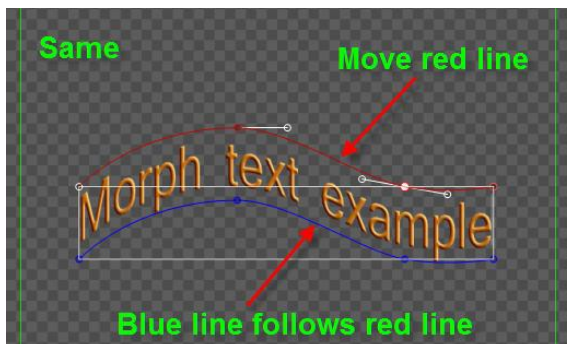 Same
Move red line
Morph text example
Blue line follows red line